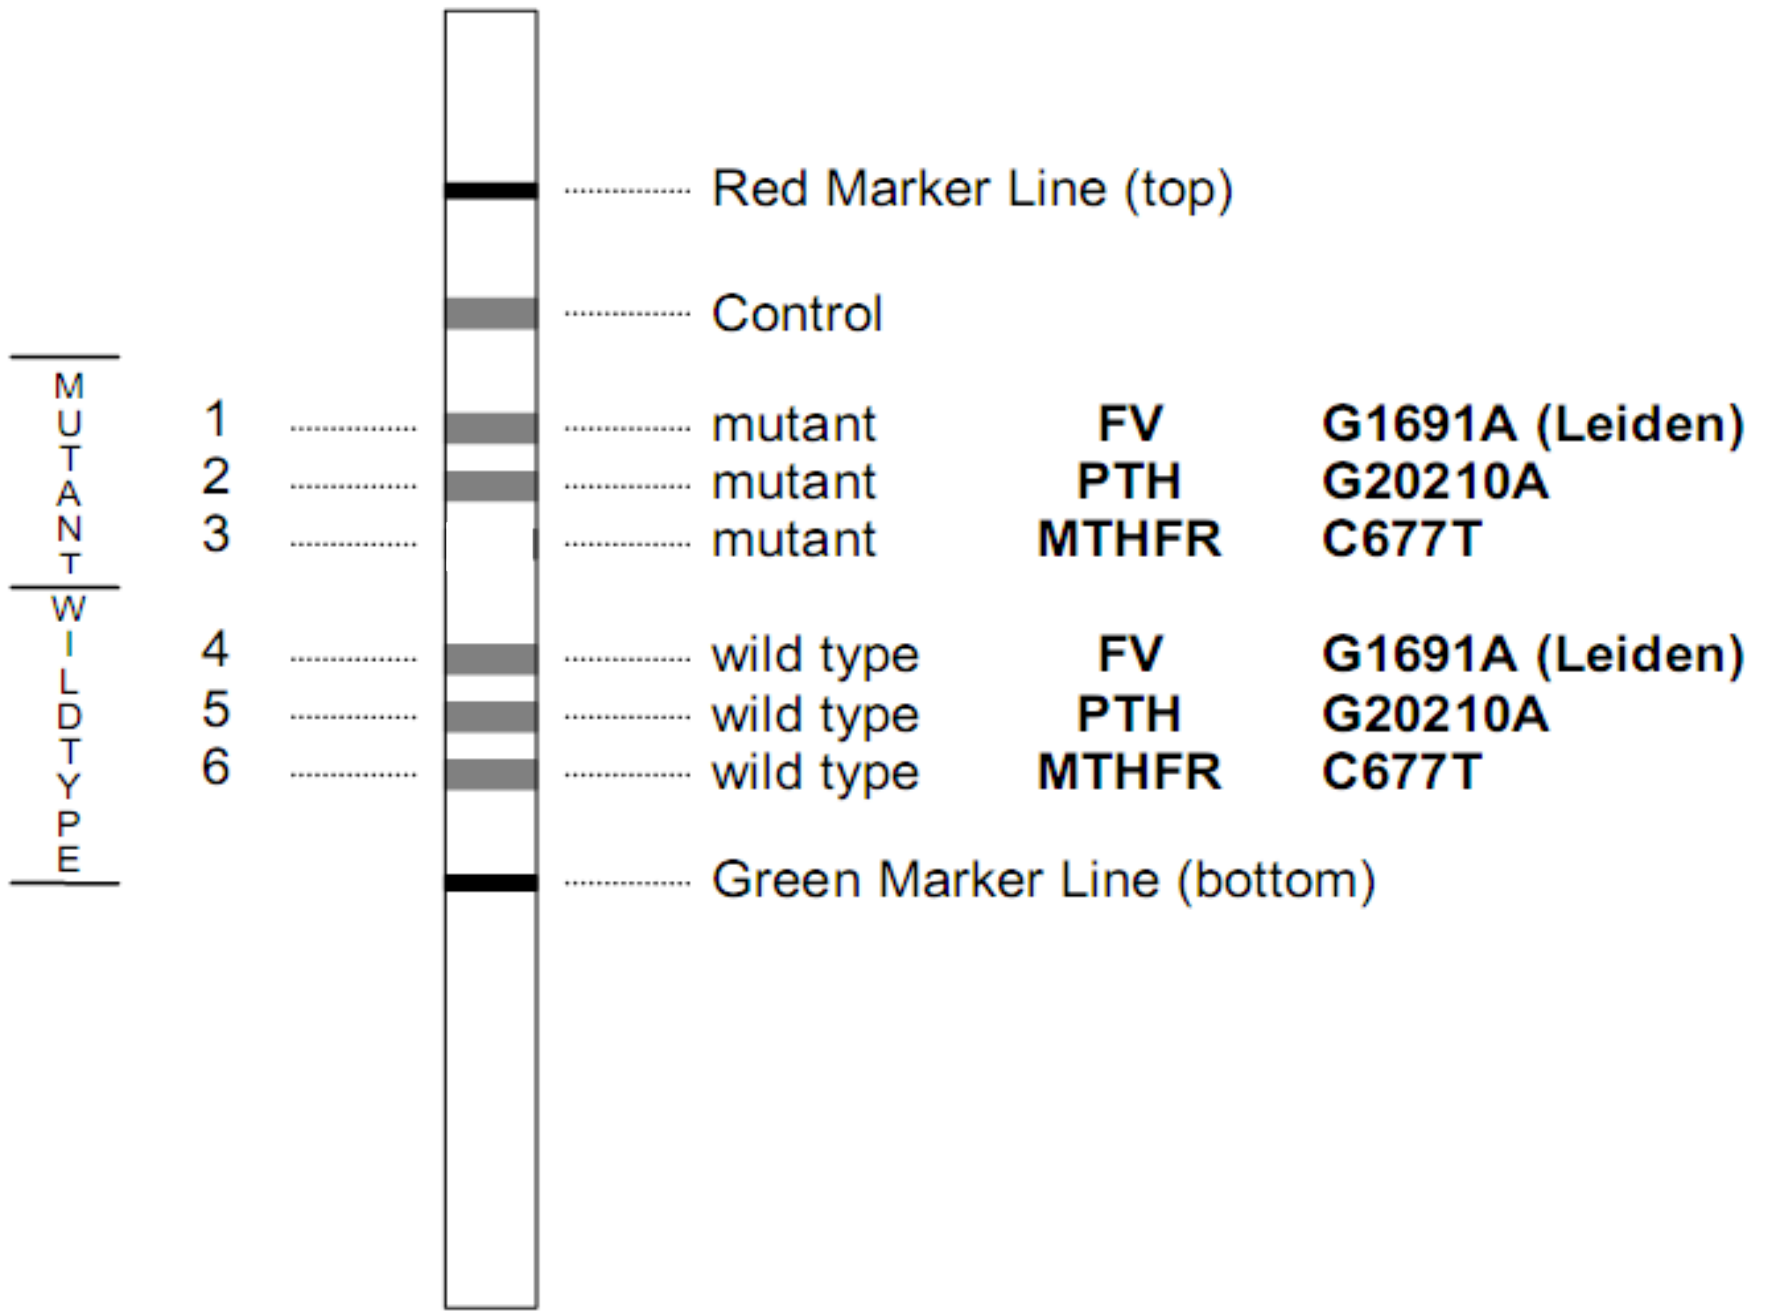 Red Marker Line (top)
Control
MUTANT
1 mutant FV G1691A (Leiden)
2 mutant PTH G20210A
3 mutant MTHFR C677T
WILDTYPE
4 wild type FV G1691A (Leiden)
5 wild type PTH G20210A
6 wild type MTHFR C677T
Green Marker Line (bottom)